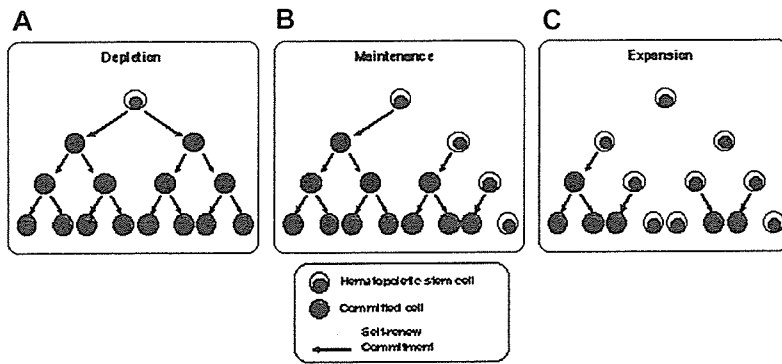 A
B
C
Depletion
Maintenance
Expansion
Hematopoietic stem cell
Committed cell
Self-renew
Commitment